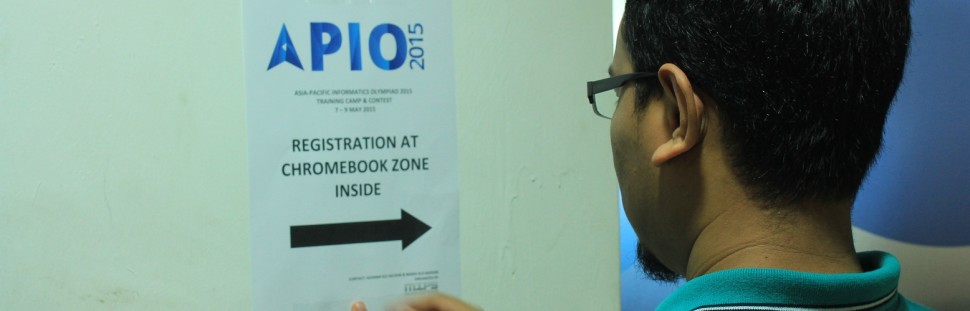 APIO 2015
ASIA-PACIFIC INFORMATICS OLYMPIAD 2015
TRAINING CAMP & CONTEST
7 – 9 MAY 2015
REGISTRATION AT
CHROMEBOOK ZONE
INSIDE